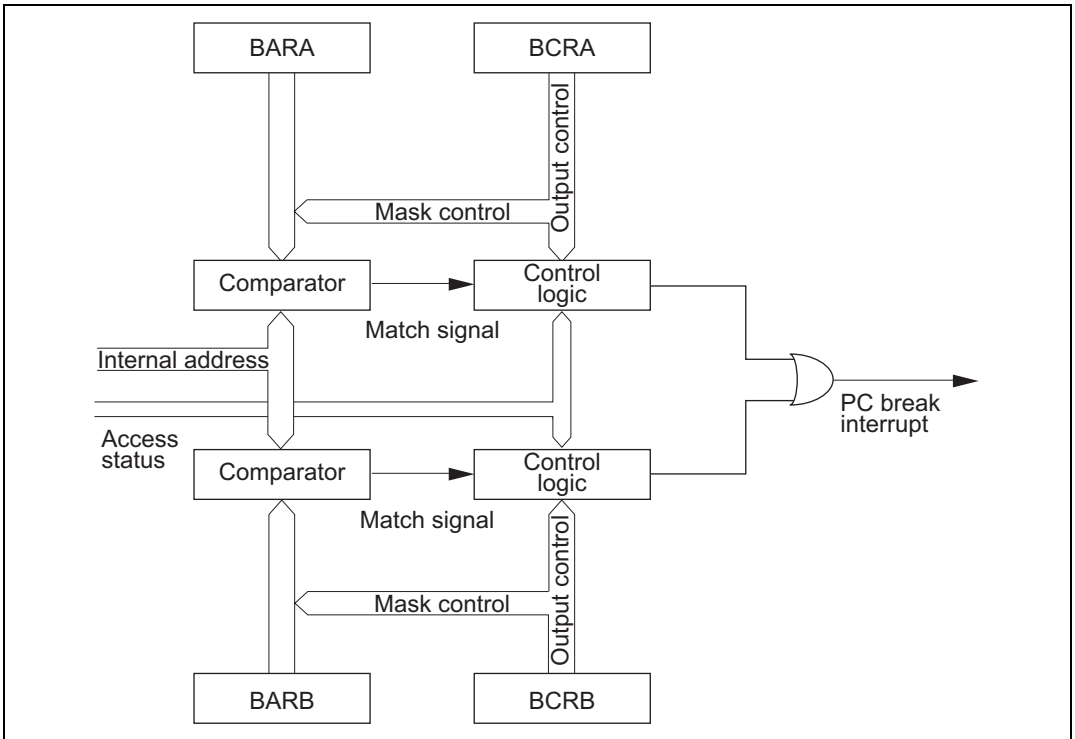 BARA
BCRA
Output control
Mask control
Comparator
Control
logic
Match signal
Internal address
PC break
interrupt
Access
status
Comparator
Control
logic
Match signal
Output control
Mask control
BARB
BCRB